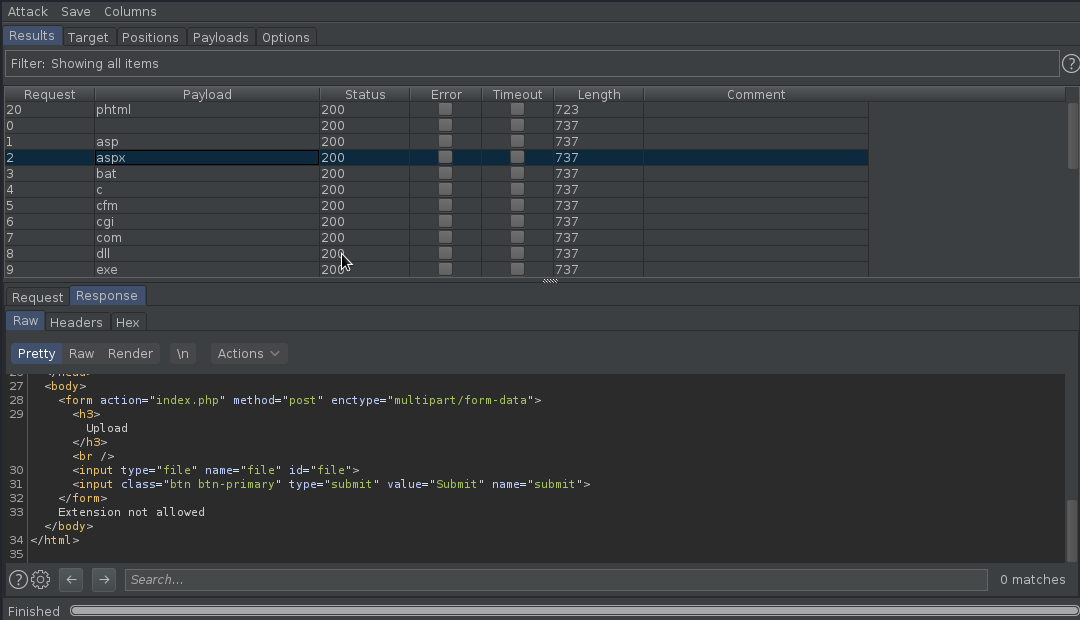 Attack Save Columns
Results Target Positions Payloads Options
Filter: Showing all items ?
Request Payload Status Error Timeout Length Comment
20 phtml 200 723
0 200 737
1 asp 200 737
2 aspx 200 737
3 bat 200 737
4 c 200 737
5 cfm 200 737
6 cgi 200 737
7 com 200 737
8 dll 200 737
9 exe 200 737
Request Response
Raw Headers Hex
Pretty Raw Render \n Actions
26 </head>
27 <body>
28 <form action="index.php" method="post" enctype="multipart/form-data">
29 <h3>
Upload
</h3>
<br />
30 <input type="file" name="file" id="file">
31 <input class="btn btn-primary" type="submit" value="Submit" name="submit">
32 </form>
33 Extension not allowed
</body>
34 </html>
35
? Search... 0 matches
Finished